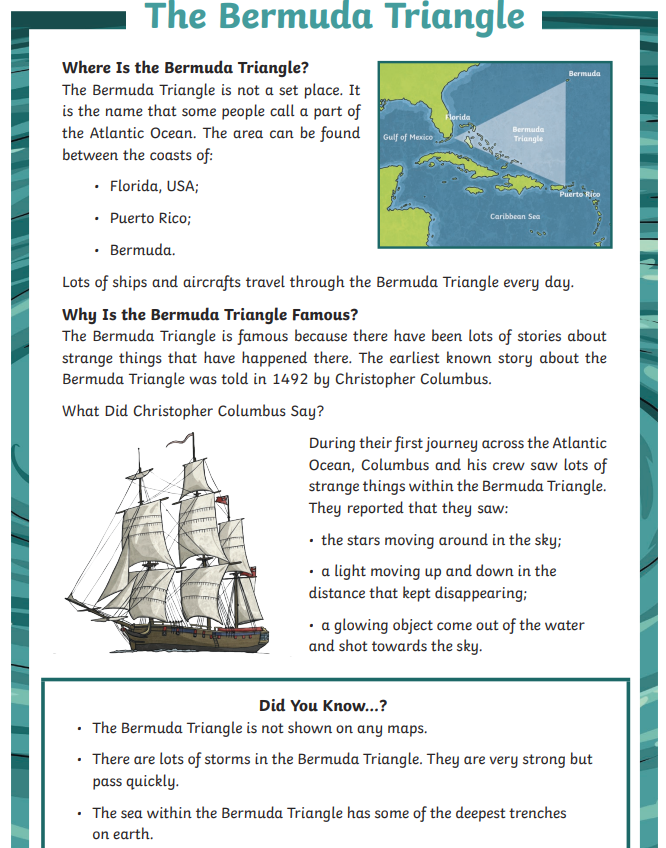 The Bermuda Triangle
Where Is the Bermuda Triangle?
The Bermuda Triangle is not a set place. It
is the name that some people call a part of
the Atlantic Ocean. The area can be found
between the coasts of:
• Florida, USA;
• Puerto Rico;
• Bermuda.
Bermuda
Florida
Gulf of Mexico
Bermuda
Triangle
Puerto Rico
Caribbean Sea
Lots of ships and aircrafts travel through the Bermuda Triangle every day.
Why Is the Bermuda Triangle Famous?
The Bermuda Triangle is famous because there have been lots of stories about
strange things that have happened there. The earliest known story about the
Bermuda Triangle was told in 1492 by Christopher Columbus.
What Did Christopher Columbus Say?
During their first journey across the Atlantic
Ocean, Columbus and his crew saw lots of
strange things within the Bermuda Triangle.
They reported that they saw:
• the stars moving around in the sky;
• a light moving up and down in the
distance that kept disappearing;
• a glowing object come out of the water
and shot towards the sky.
Did You Know...?
• The Bermuda Triangle is not shown on any maps.
• There are lots of storms in the Bermuda Triangle. They are very strong but
pass quickly.
• The sea within the Bermuda Triangle has some of the deepest trenches
on earth.